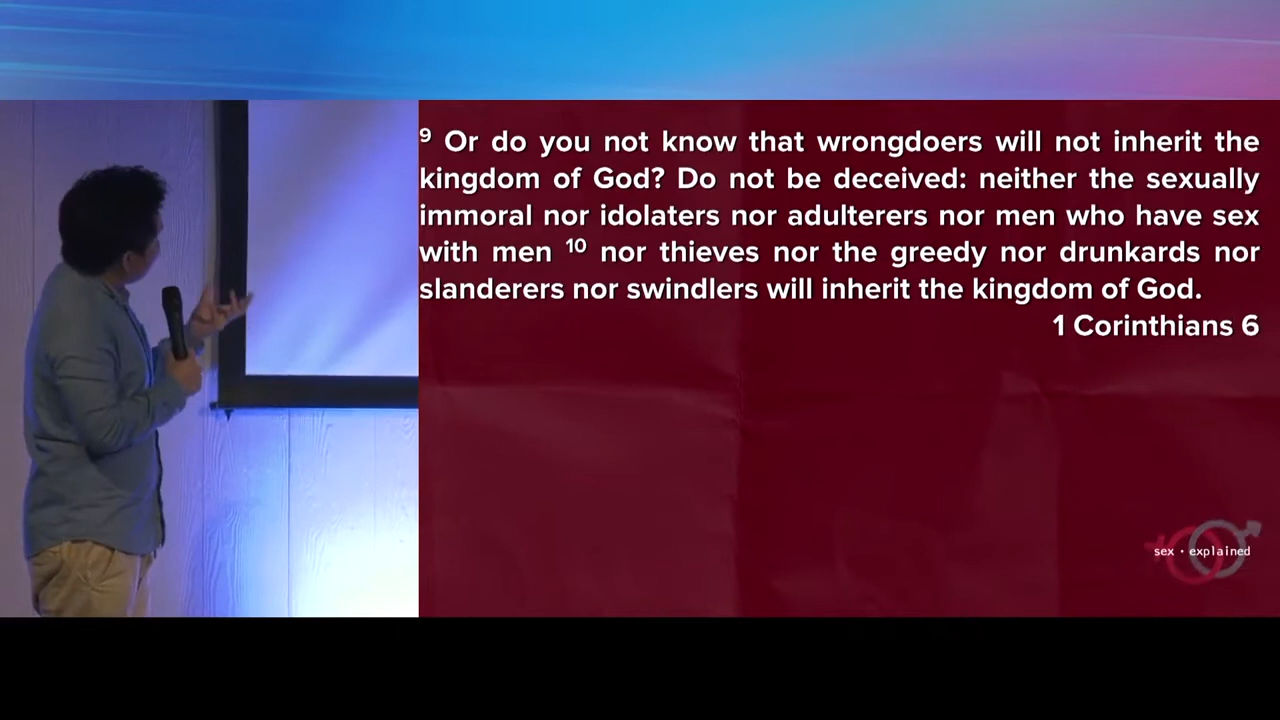 ⁹ Or do you not know that wrongdoers will not inherit the
kingdom of God? Do not be deceived: neither the sexually
immoral nor idolaters nor adulterers nor men who have sex
with men ¹⁰ nor thieves nor the greedy nor drunkards nor
slanderers nor swindlers will inherit the kingdom of God.
1 Corinthians 6
sex · explained